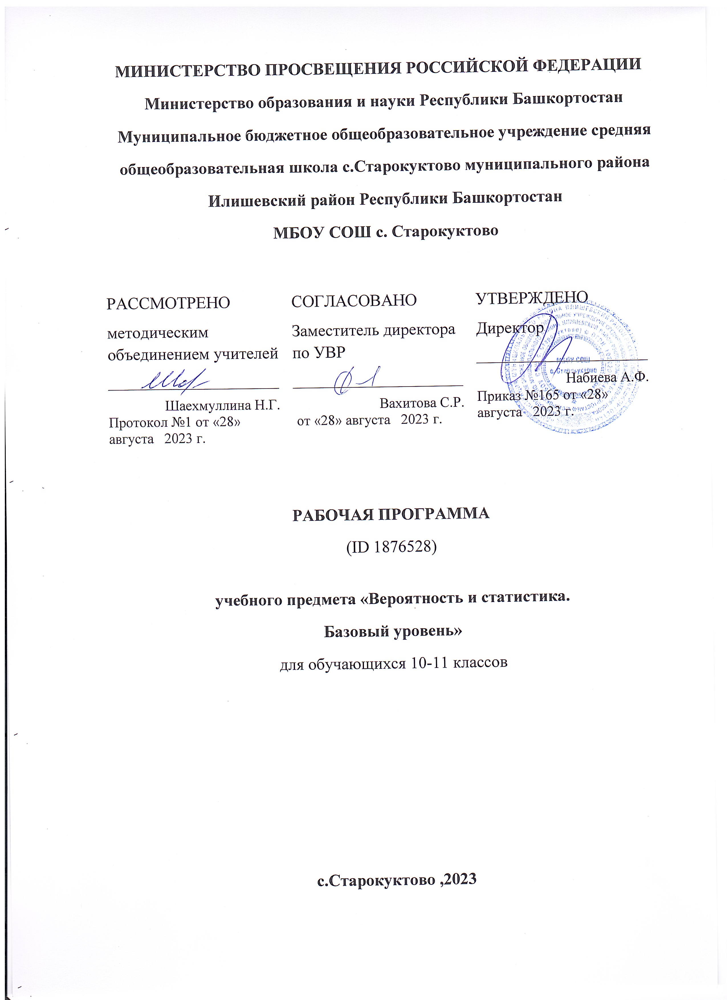 МИНИСТЕРСТВО ПРОСВЕЩЕНИЯ РОССИЙСКОЙ ФЕДЕРАЦИИ
Министерство образования и науки Республики Башкортостан
Муниципальное бюджетное общеобразовательное учреждение средняя
общеобразовательная школа с.Старокуктово муниципального района
Илишевский район Республики Башкортостан
МБОУ СОШ с. Старокуктово
РАССМОТРЕНО
методическим
объединением учителей
Шаехмуллина Н.Г.
Протокол №1 от «28»
августа 2023 г.
СОГЛАСОВАНО
Заместитель директора
по УВР
Вахитова С.Р.
от «28» августа 2023 г.
УТВЕРЖДЕНО
Директор
МБОУ СОШ
с. Старокуктово
Набиева А.Ф.
Приказ №165 от «28»
августа 2023 г.
РАБОЧАЯ ПРОГРАММА
(ID 1876528)
учебного предмета «Вероятность и статистика.
Базовый уровень»
для обучающихся 10-11 классов
с.Старокуктово ,2023